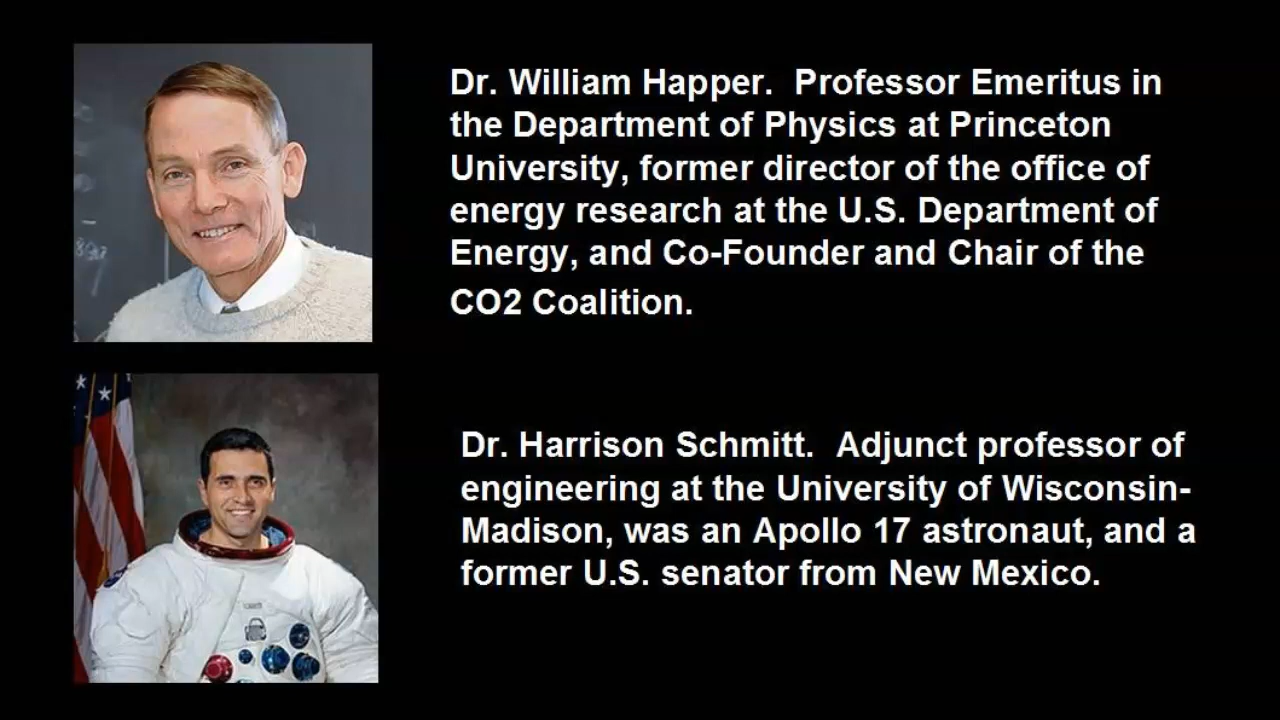 Dr. William Happer. Professor Emeritus in
the Department of Physics at Princeton
University, former director of the office of
energy research at the U.S. Department of
Energy, and Co-Founder and Chair of the
CO2 Coalition.
Dr. Harrison Schmitt. Adjunct professor of
engineering at the University of Wisconsin-
Madison, was an Apollo 17 astronaut, and a
former U.S. senator from New Mexico.